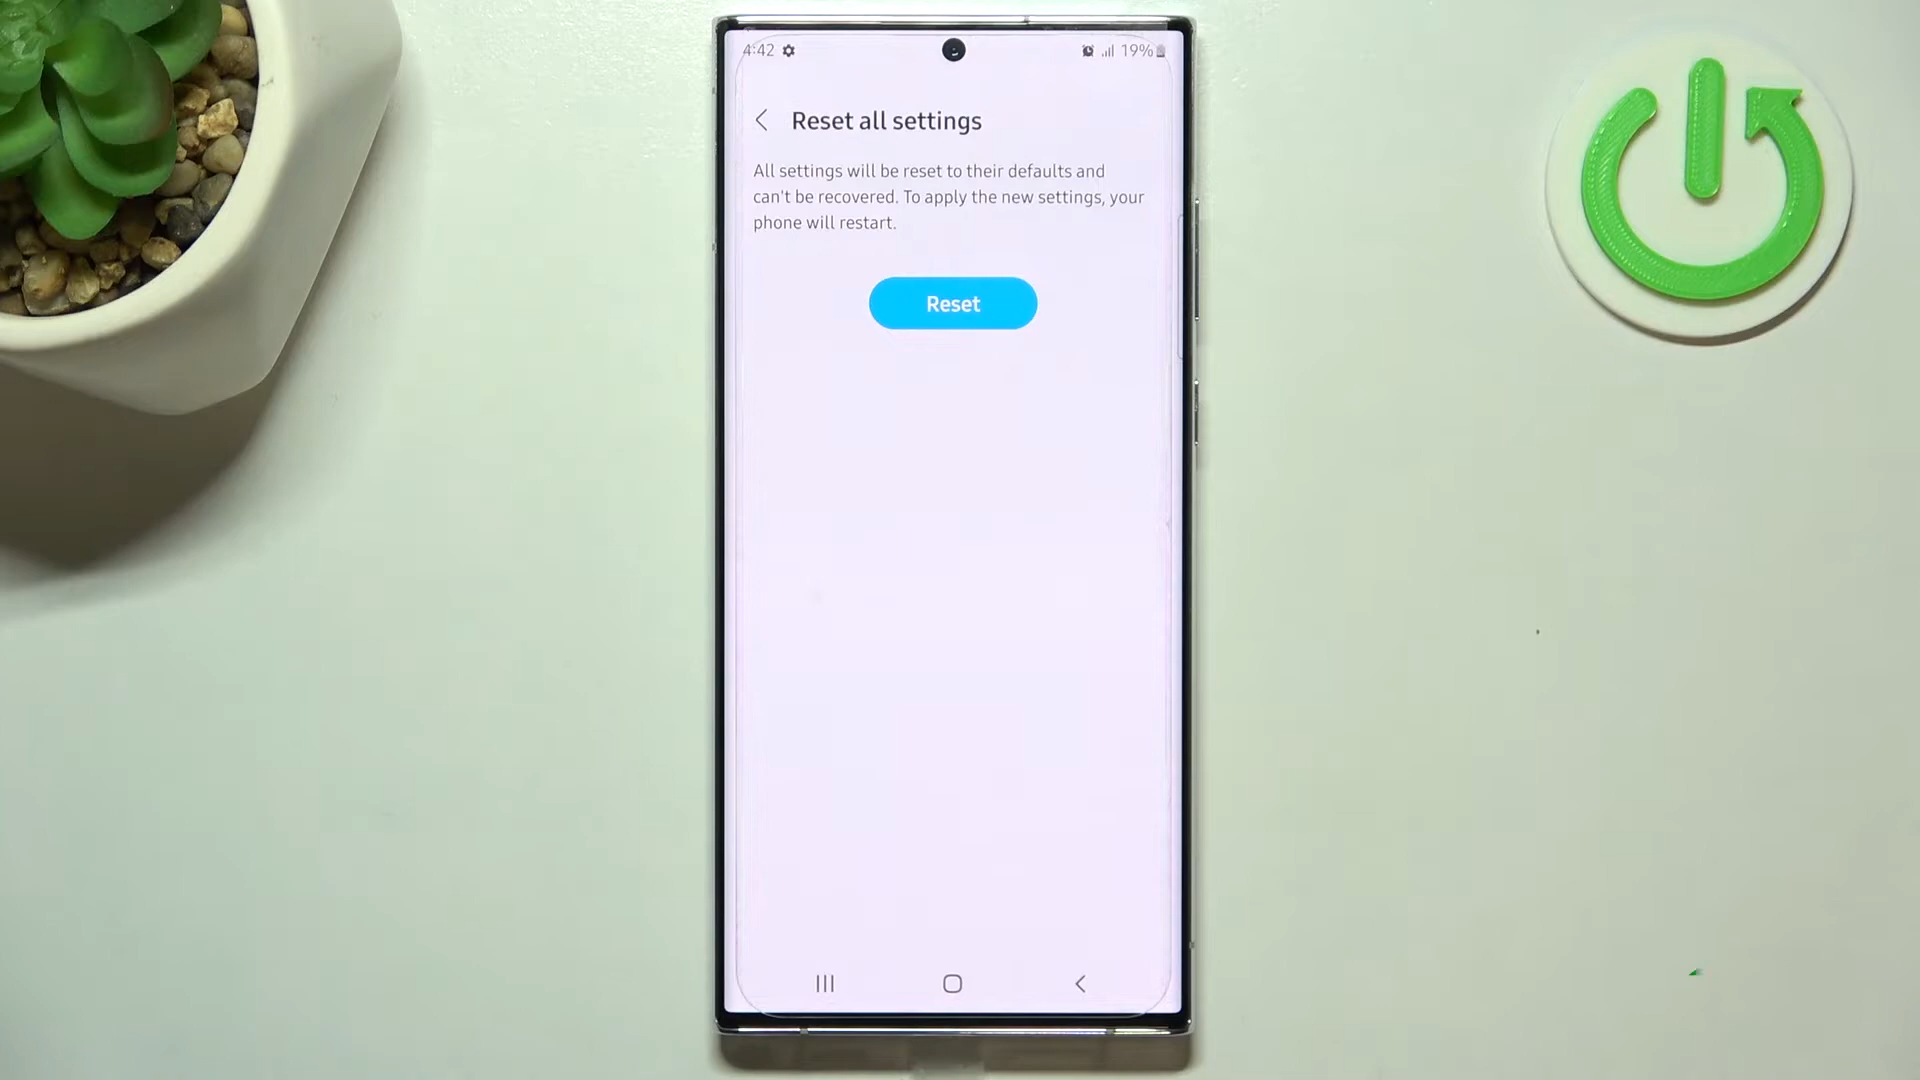 4:42
19%
Reset all settings
All settings will be reset to their defaults and
can't be recovered. To apply the new settings, your
phone will restart.
Reset